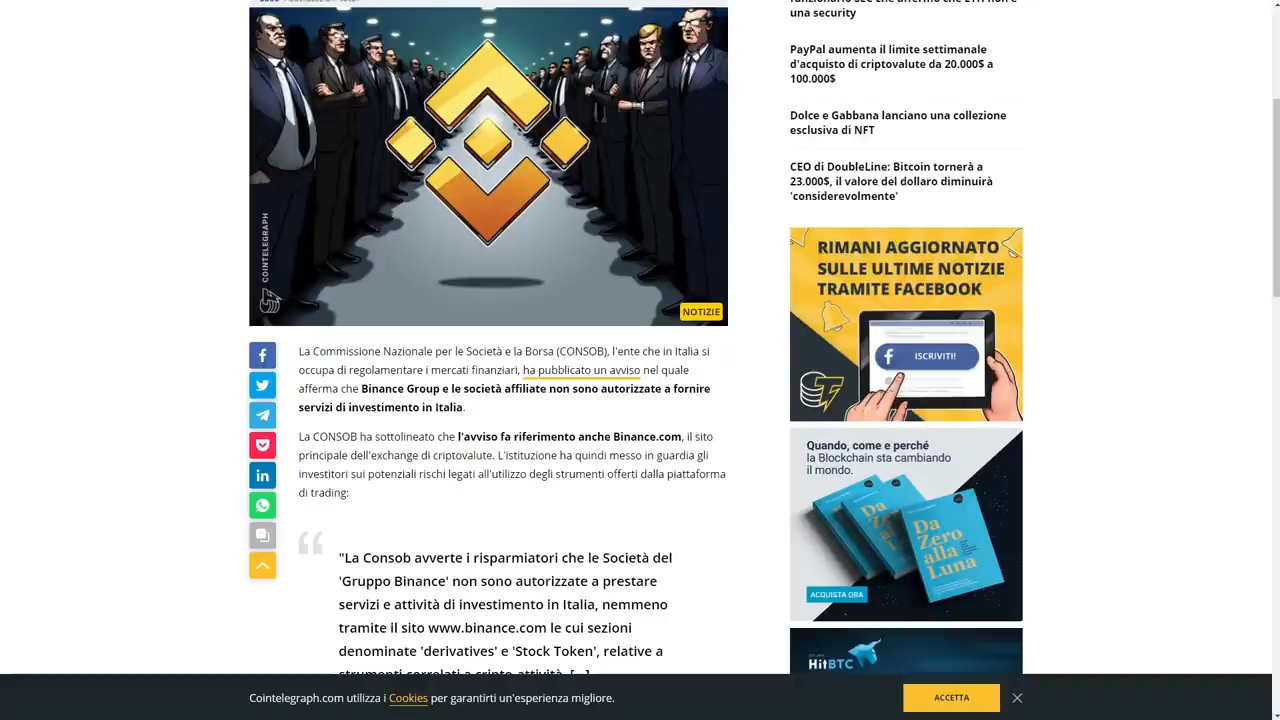 una security
PayPal aumenta il limite settimanale
d'acquisto di criptovalute da 20.000$ a
100.000$
Dolce e Gabbana lanciano una collezione
esclusiva di NFT
CEO di DoubleLine: Bitcoin tornerà a
23.000$, il valore del dollaro diminuirà
'considerevolmente'
COINTELEGRAPH
NOTIZIE
La Commissione Nazionale per le Società e la Borsa (CONSOB), l'ente che in Italia si
occupa di regolamentare i mercati finanziari, ha pubblicato un avviso nel quale
afferma che Binance Group e le società affiliate non sono autorizzate a fornire
servizi di investimento in Italia.
La CONSOB ha sottolineato che l'avviso fa riferimento anche Binance.com, il sito
principale dell'exchange di criptovalute. L'istituzione ha quindi messo in guardia gli
investitori sui potenziali rischi legati all'utilizzo degli strumenti offerti dalla piattaforma
di trading:
"La Consob avverte i risparmiatori che le Società del
'Gruppo Binance' non sono autorizzate a prestare
servizi e attività di investimento in Italia, nemmeno
tramite il sito www.binance.com le cui sezioni
denominate 'derivatives' e 'Stock Token', relative a
strumenti correlati a cripto-attività, [...]
RIMANI AGGIORNATO
SULLE ULTIME NOTIZIE
TRAMITE FACEBOOK
ISCRIVITI!
Quando, come e perché
la Blockchain sta cambiando
il mondo.
Da
Zero
alla
Luna
ACQUISTA ORA
HitBTC
Cointelegraph.com utilizza i Cookies per garantirti un'esperienza migliore.
ACCETTA